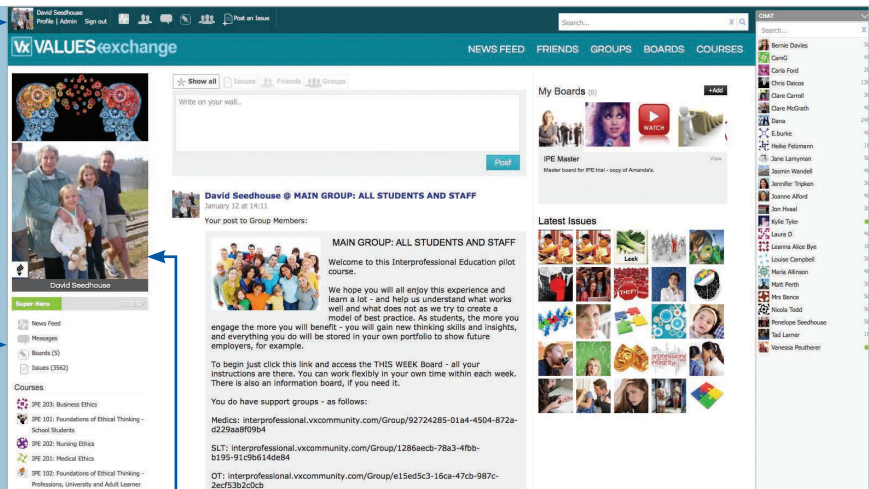 David Seedhouse
Profile | Admin Sign out
Post an Issue
Search...
X
VX VALUESexchange
NEWS FEED FRIENDS GROUPS BOARDS COURSES
Show all Issues Friends Groups
Write on your wall..
Post
David Seedhouse
Super Hero
News Feed
Messages
Boards (5)
Issues (3562)
Courses
IPE 203: Business Ethics
IPE 101: Foundations of Ethical Thinking -
School Students
IPE 202: Nursing Ethics
IPE 201: Medical Ethics
IPE 102: Foundations of Ethical Thinking -
Professions, University and Adult Learner
David Seedhouse @ MAIN GROUP: ALL STUDENTS AND STAFF
January 12 at 14:11
Your post to Group Members:
MAIN GROUP: ALL STUDENTS AND STAFF
Welcome to this Interprofessional Education pilot
course.
We hope you will all enjoy this experience and
learn a lot - and help us understand what works
well and what does not as we try to create a
model of best practice. As students, the more you
engage the more you will benefit - you will gain new thinking skills and insights,
and everything you do will be stored in your own portfolio to show future
employers, for example.
To begin just click this link and access the THIS WEEK Board - all your
instructions are there. You can work flexibly in your own time within each week.
There is also an information board, if you need it.
You do have support groups - as follows:
Medics: interprofessional.vxcommunity.com/Group/92724285-01a4-4504-872a-
d229aa8f09b4
SLT: interprofessional.vxcommunity.com/Group/1286aecb-78a3-4fbb-
b195-91c9b614de84
OT: interprofessional.vxcommunity.com/Group/e15ed5c3-16ca-47cb-987c-
2ecf53b2c0cb
My Boards (5)
+Add
WATCH
IPE Master
View
Master board for IPE trial - copy of Amanda's.
Latest Issues
Leek
THEFT
professional
integrity
CHAT
Search...
X
Bernie Davies
CamG
Carla Ford
Chris Daicos
Clare Carroll
Clare McGrath
Dana
E.burke
Heike Felzmann
Jane Lamyman
Jasmin Wandell
Jennifer Tripken
Joanne Alford
Jon Hvaal
Kylie Tyler
Laura D
Leanna Alice Bye
Louise Campbell
Maria Allinson
Matt Perth
Mrs Bence
Nicola Todd
Penelope Seedhouse
Tad Larner
Vanessa Peutherer